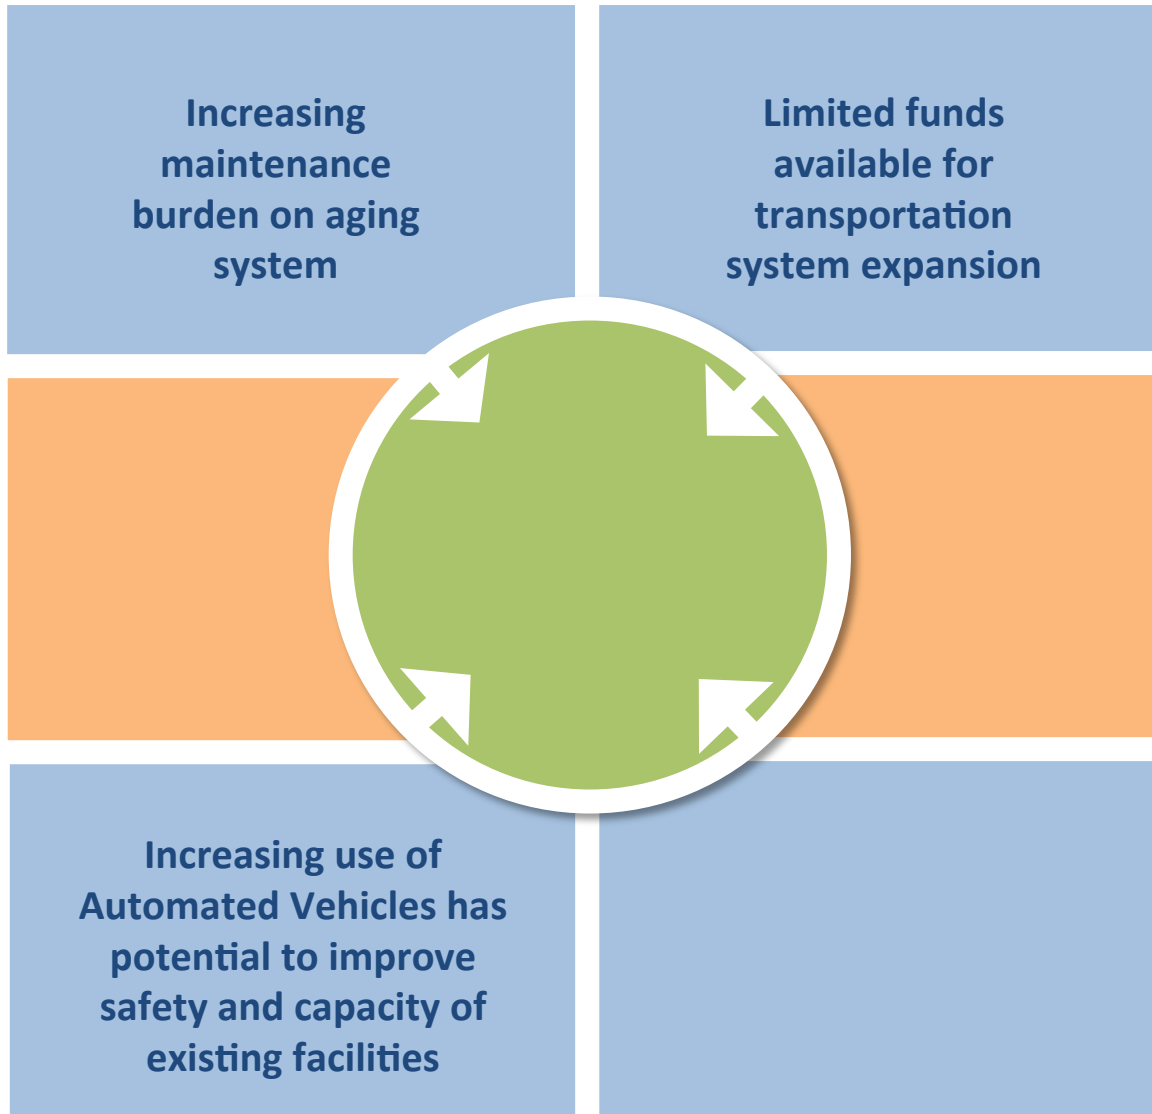 Increasing
maintenance
burden on aging
system
Limited funds
available for
transportation
system expansion
Increasing use of
Automated Vehicles has
potential to improve
safety and capacity of
existing facilities